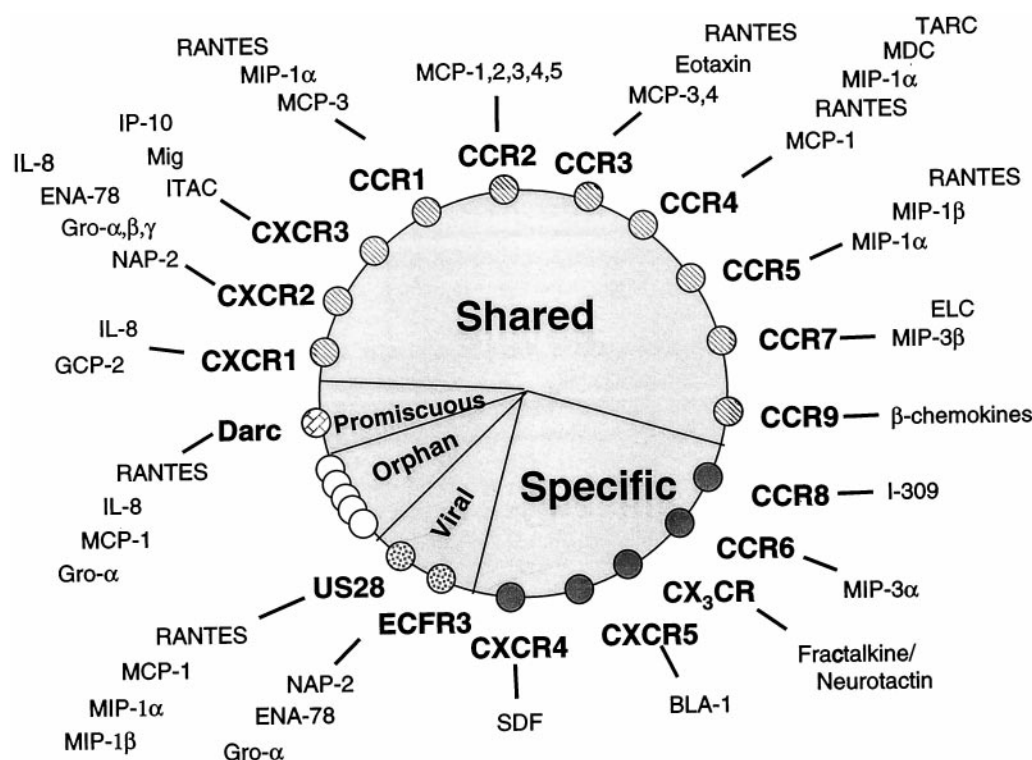 TARC
MDC
MIP-1α
RANTES
MCP-1
CCR4
RANTES
Eotaxin
MCP-3,4
CCR3
MCP-1,2,3,4,5
CCR2
RANTES
MIP-1α
MCP-3
CCR1
IP-10
Mig
ITAC
CXCR3
IL-8
ENA-78
Gro-α,β,γ
NAP-2
CXCR2
IL-8
GCP-2
CXCR1
RANTES
MIP-1β
MIP-1α
CCR5
ELC
MIP-3β
CCR7
CCR9
β-chemokines
Shared
Promiscuous
Orphan
Viral
Specific
Darc
RANTES
IL-8
MCP-1
Gro-α
CCR8
I-309
CCR6
MIP-3α
CX₃CR
Fractalkine/
Neurotactin
CXCR5
BLA-1
CXCR4
SDF
ECFR3
NAP-2
ENA-78
Gro-α
US28
RANTES
MCP-1
MIP-1α
MIP-1β